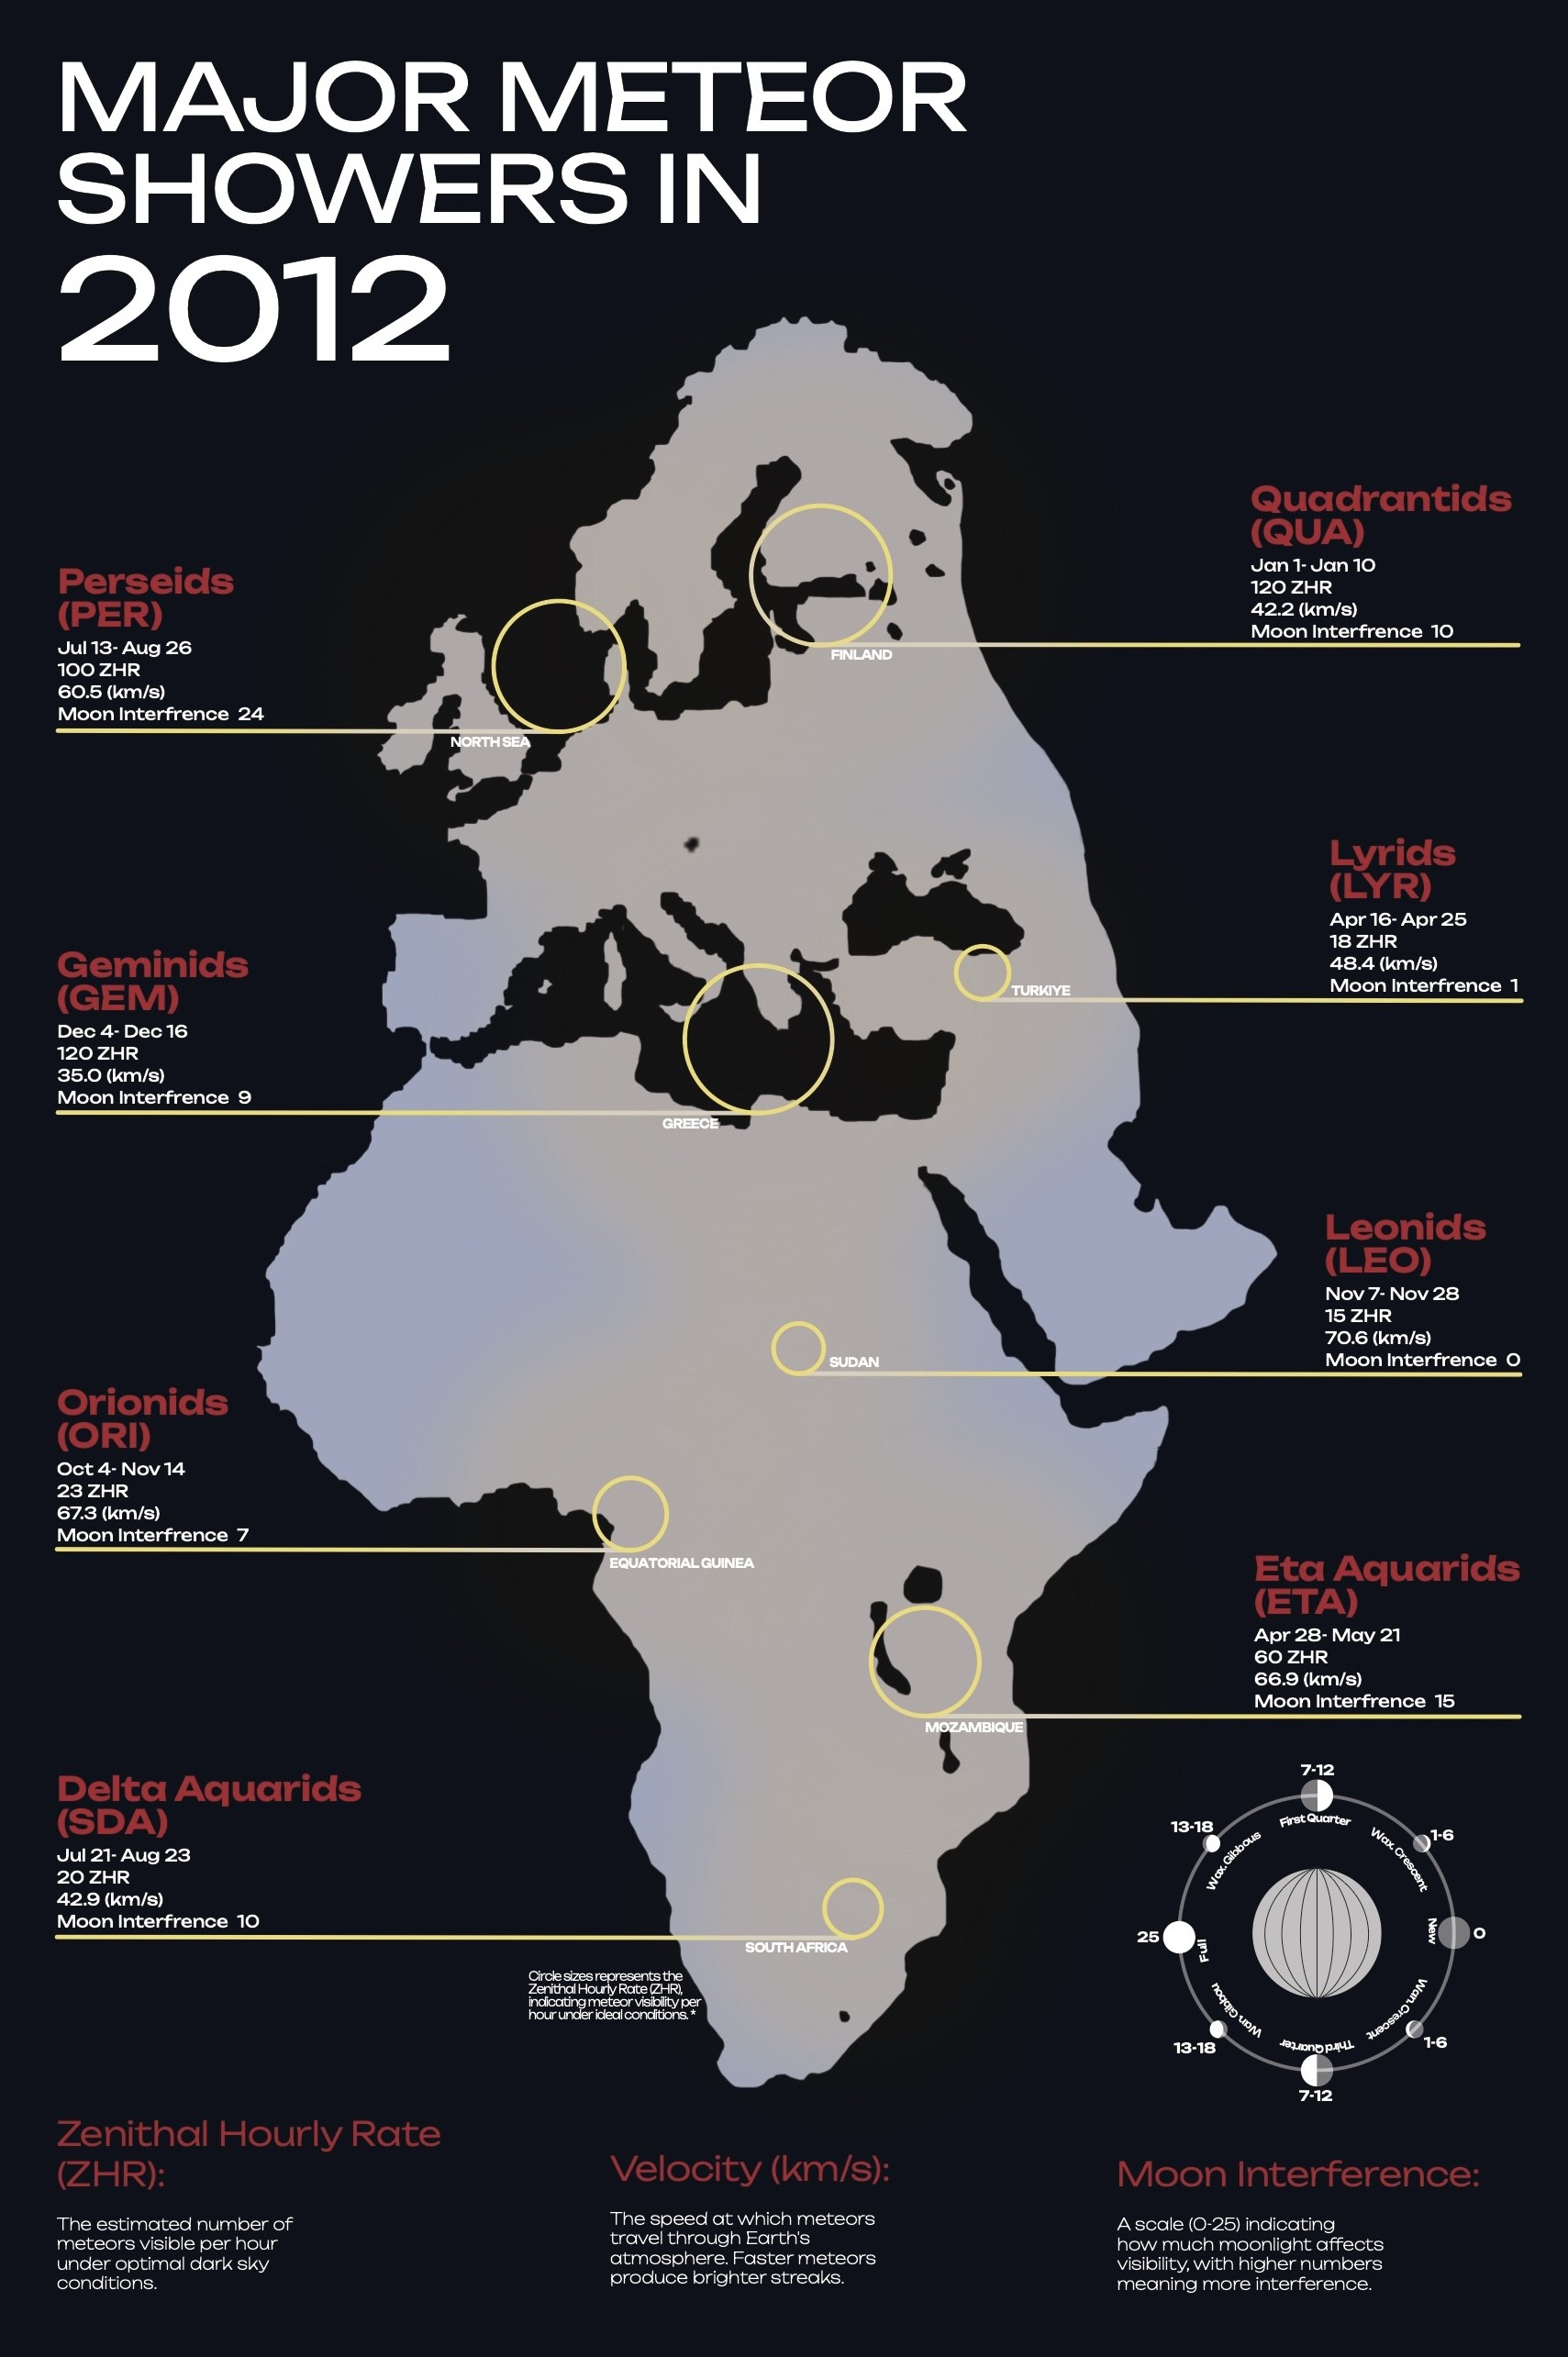 MAJOR METEOR
SHOWERS IN
2012
Quadrantids
(QUA)
Jan 1- Jan 10
120 ZHR
42.2 (km/s)
Moon Interfrence 10
FINLAND
Perseids
(PER)
Jul 13- Aug 26
100 ZHR
60.5 (km/s)
Moon Interfrence 24
NORTH SEA
Lyrids
(LYR)
Apr 16- Apr 25
18 ZHR
48.4 (km/s)
Moon Interfrence 1
TURKIYE
Geminids
(GEM)
Dec 4- Dec 16
120 ZHR
35.0 (km/s)
Moon Interfrence 9
GREECE
Leonids
(LEO)
Nov 7- Nov 28
15 ZHR
70.6 (km/s)
Moon Interfrence 0
SUDAN
Orionids
(ORI)
Oct 4- Nov 14
23 ZHR
67.3 (km/s)
Moon Interfrence 7
EQUATORIAL GUINEA
Eta Aquarids
(ETA)
Apr 28- May 21
60 ZHR
66.9 (km/s)
Moon Interfrence 15
MOZAMBIQUE
Delta Aquarids
(SDA)
Jul 21- Aug 23
20 ZHR
42.9 (km/s)
Moon Interfrence 10
SOUTH AFRICA
Circle sizes represents the
Zenithal Hourly Rate (ZHR),
indicating meteor visibility per
hour under ideal conditions. *
7-12
First Quarter
1-6
Wax. Crescent
0
New
1-6
Wan. Crescent
7-12
Third Quarter
13-18
Wan. Gibbou
25
Full
13-18
Wax. Gibbous
Zenithal Hourly Rate
(ZHR):
The estimated number of
meteors visible per hour
under optimal dark sky
conditions.
Velocity (km/s):
The speed at which meteors
travel through Earth's
atmosphere. Faster meteors
produce brighter streaks.
Moon Interference:
A scale (0-25) indicating
how much moonlight affects
visibility, with higher numbers
meaning more interference.